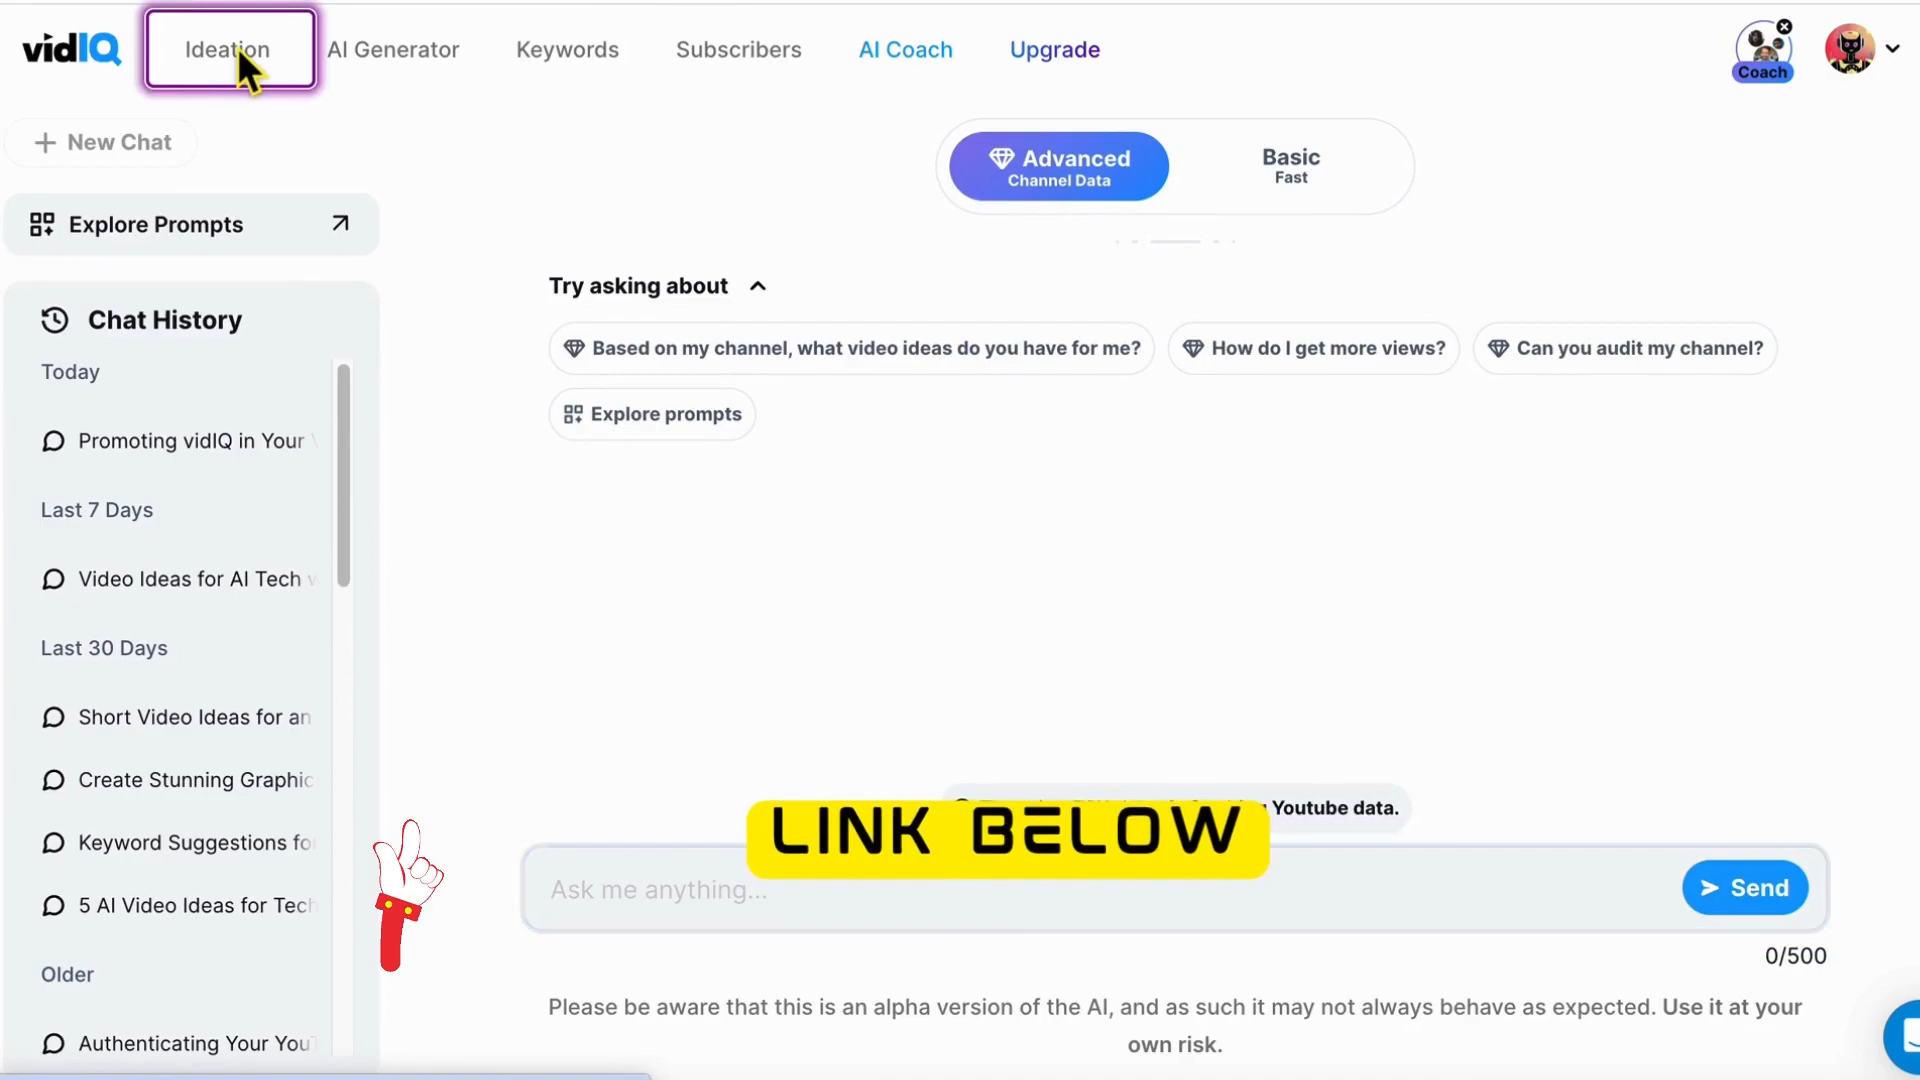 vidIQ Ideation AI Generator Keywords Subscribers AI Coach Upgrade
Coach
+ New Chat
Advanced
Channel Data
Basic
Fast
Explore Prompts
Try asking about
Chat History
Based on my channel, what video ideas do you have for me?
How do I get more views?
Can you audit my channel?
Explore prompts
Today
Promoting vidIQ in Your
Last 7 Days
Video Ideas for AI Tech
Last 30 Days
Short Video Ideas for an
Create Stunning Graphic
Keyword Suggestions for
5 AI Video Ideas for Tech
Older
Authenticating Your YouT
Youtube data.
LINK BELOW
Ask me anything...
Send
0/500
Please be aware that this is an alpha version of the AI, and as such it may not always behave as expected. Use it at your
own risk.